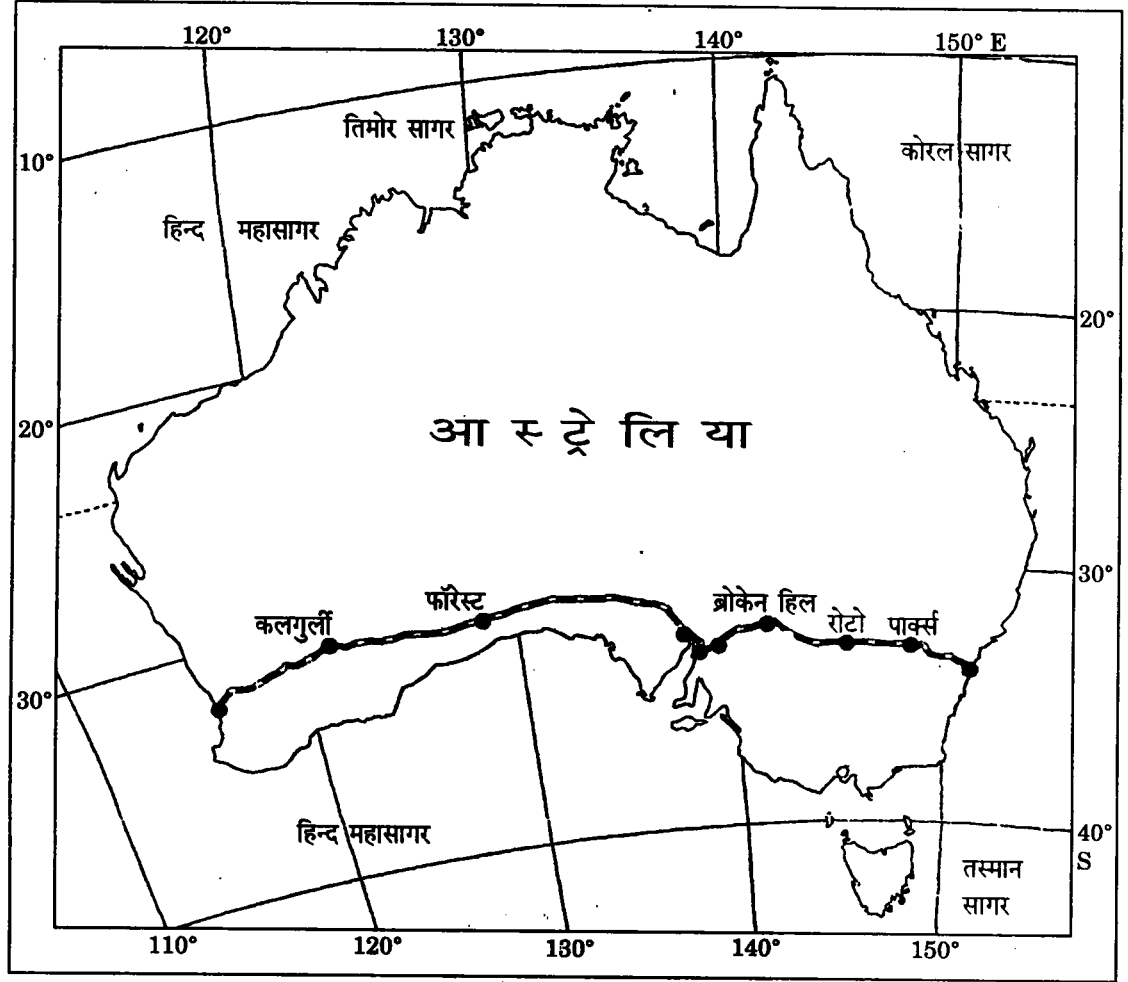 120° 130° 140° 150° E
तिमोर सागर
कोरल सागर
10°
हिन्द महासागर
20°
20°
आस्ट्रेलिया
30°
ब्रोकेन हिल
फॉरेस्ट
कलगुर्ली
रोटो पार्क्स
30°
हिन्द महासागर
40°
S
तस्मान
सागर
110° 120° 130° 140° 150°